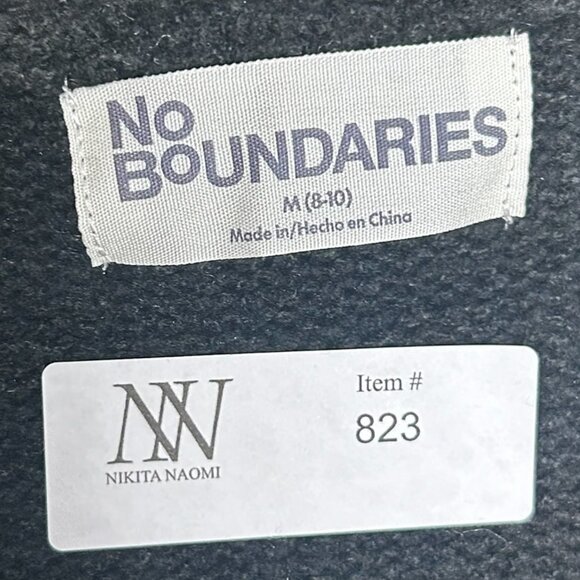 No
BOUNDARIES
M (8-10)
Made in/Hecho en China
NN
NIKITA NAOMI
Item #
823